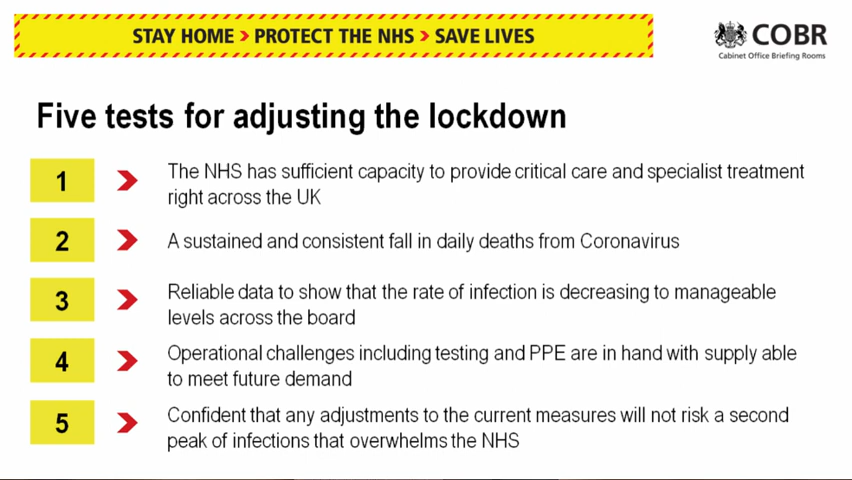 STAY HOME > PROTECT THE NHS > SAVE LIVES
COBR
Cabinet Office Briefing Rooms
Five tests for adjusting the lockdown
1
The NHS has sufficient capacity to provide critical care and specialist treatment
right across the UK
2
A sustained and consistent fall in daily deaths from Coronavirus
3
Reliable data to show that the rate of infection is decreasing to manageable
levels across the board
4
Operational challenges including testing and PPE are in hand with supply able
to meet future demand
5
Confident that any adjustments to the current measures will not risk a second
peak of infections that overwhelms the NHS